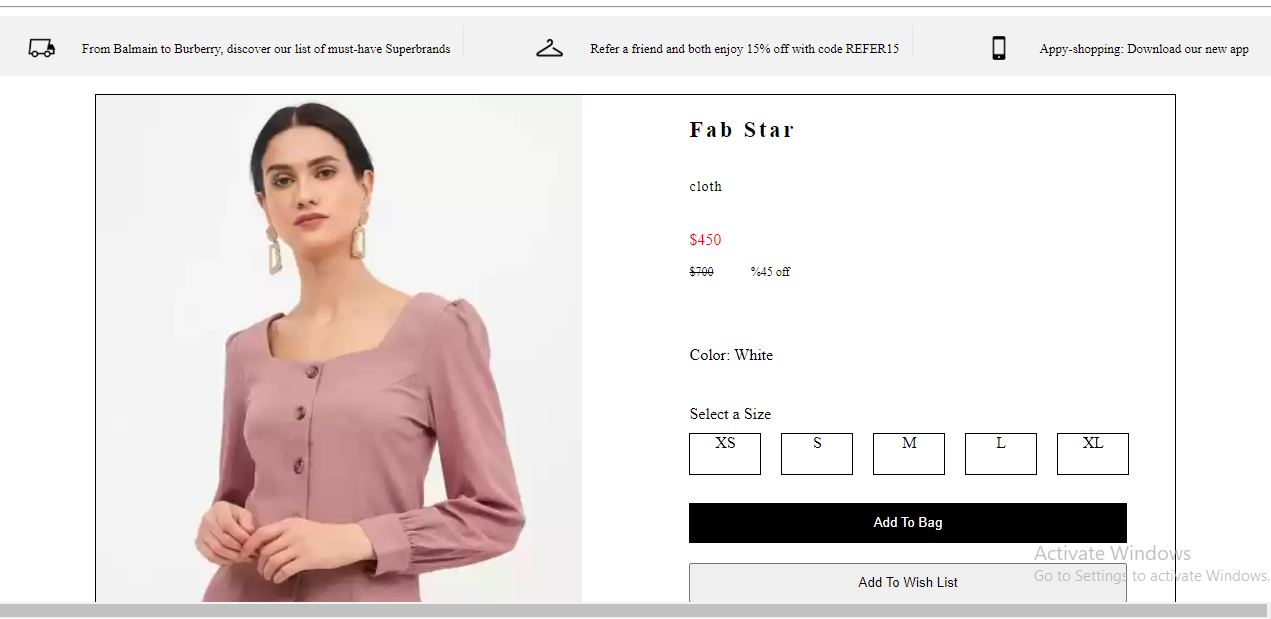 From Balmain to Burberry, discover our list of must-have Superbrands
Refer a friend and both enjoy 15% off with code REFER15
Appy-shopping: Download our new app
Fab Star
cloth
$450
$700 %45 off
Color: White
Select a Size
XS S M L XL
Add To Bag
Activate Windows
Go to Settings to activate Windows.
Add To Wish List